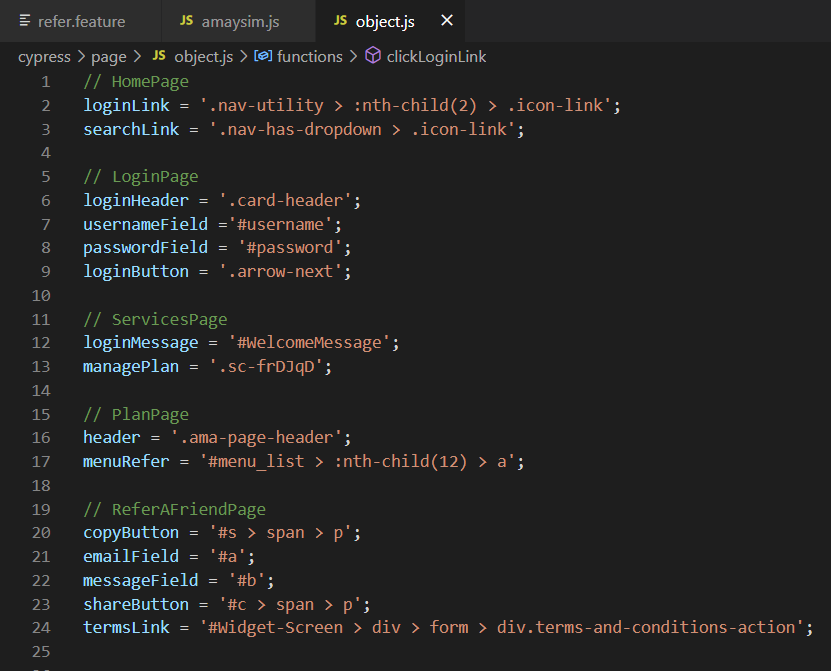 refer.feature JS amaysim.js JS object.js ×
cypress > page > JS object.js > functions > clickLoginLink
1 // HomePage
2 loginLink = '.nav-utility > :nth-child(2) > .icon-link';
3 searchLink = '.nav-has-dropdown > .icon-link';
4
5 // LoginPage
6 loginHeader = '.card-header';
7 usernameField ='#username';
8 passwordField = '#password';
9 loginButton = '.arrow-next';
10
11 // ServicesPage
12 loginMessage = '#WelcomeMessage';
13 managePlan = '.sc-frDJqD';
14
15 // PlanPage
16 header = '.ama-page-header';
17 menuRefer = '#menu_list > :nth-child(12) > a';
18
19 // ReferAFriendPage
20 copyButton = '#s > span > p';
21 emailField = '#a';
22 messageField = '#b';
23 shareButton = '#c > span > p';
24 termsLink = '#Widget-Screen > div > form > div.terms-and-conditions-action';
25